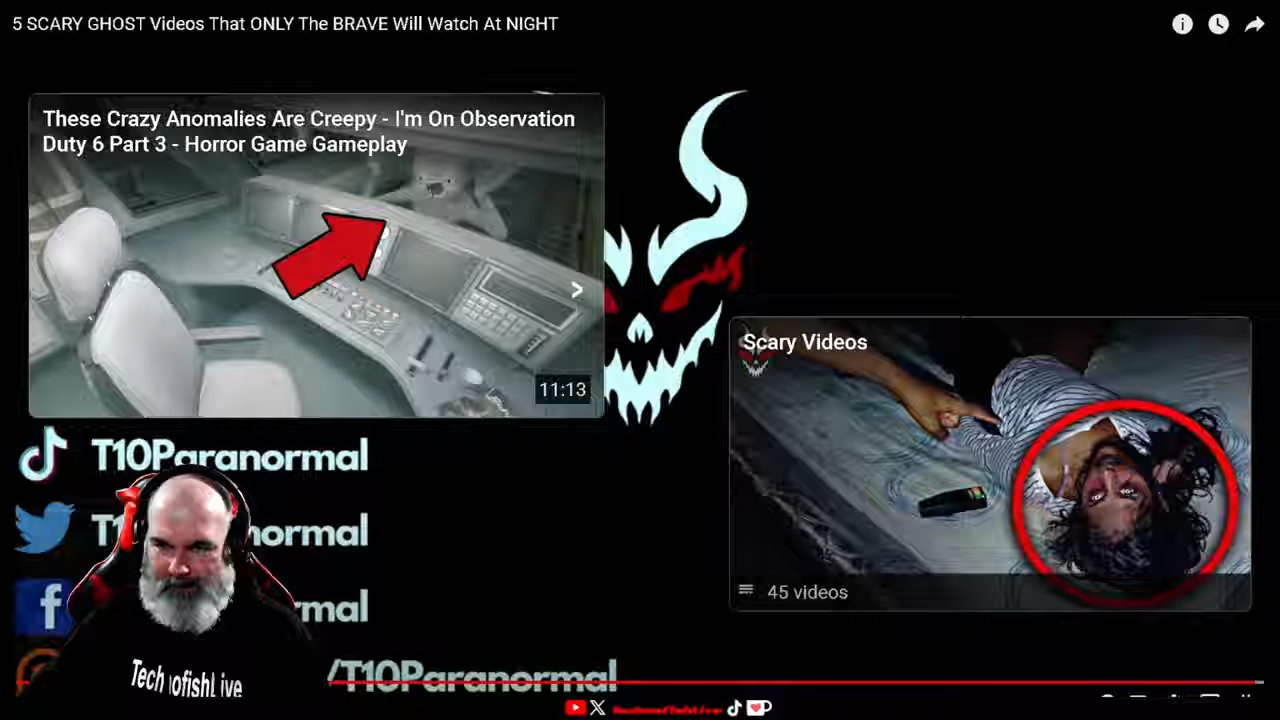 5 SCARY GHOST Videos That ONLY The BRAVE Will Watch At NIGHT
These Crazy Anomalies Are Creepy - I'm On Observation
Duty 6 Part 3 - Horror Game Gameplay
11:13
Scary Videos
45 videos
T10Paranormal
/T10Paranormal